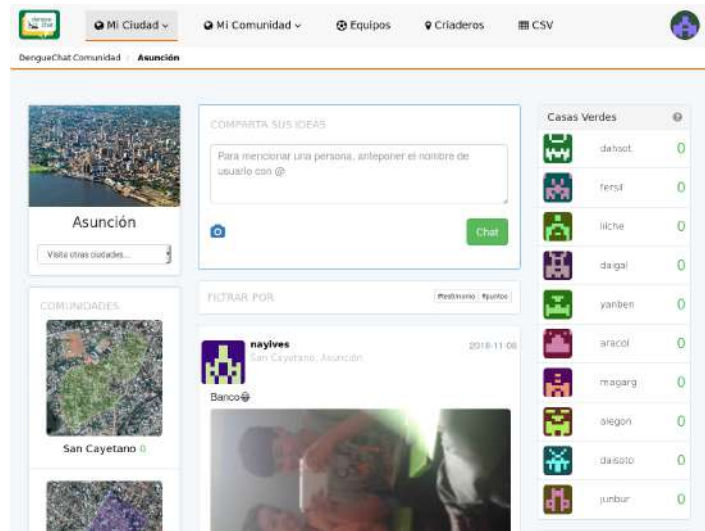 Mi Ciudad
Mi Comunidad
Equipos
Criaderos
CSV
DengueChat Comunidad / Asunción
Asunción
Visita otras ciudades...
COMUNIDADES
San Cayetano 0
COMPARTA SUS IDEAS
Para mencionar una persona, anteponer el nombre de
usuario con @
Chat
FILTRAR POR
#testimonio #puntos
nayives
2018-11-06
San Cayetano, Asunción
Banco
Casas Verdes
dahsot 0
fersil 0
lilche 0
daigal 0
yanben 0
aracol 0
magarg 0
alegon 0
daisoto 0
junbur 0